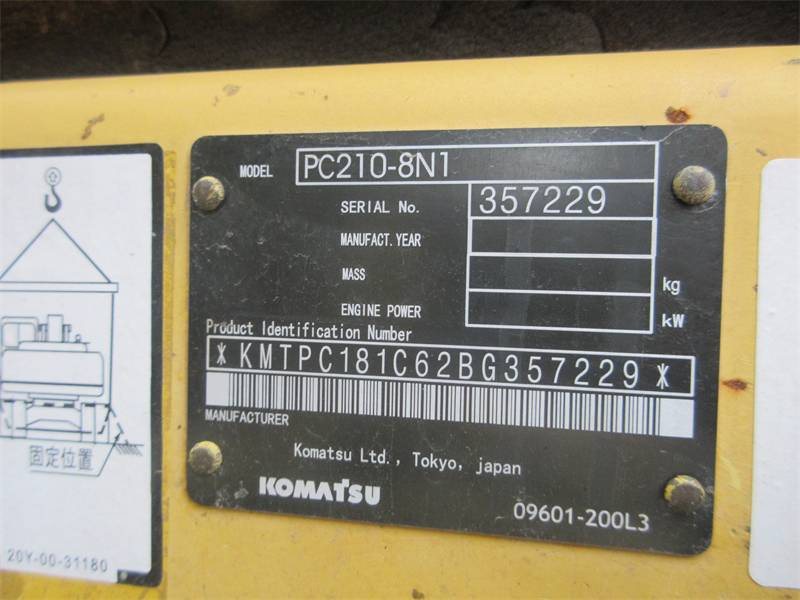 MODEL PC210-8N1
SERIAL No. 357229
MANUFACT. YEAR
MASS kg
ENGINE POWER kW
Product Identification Number
*KMTPC181C62BG357229*
MANUFACTURER
Komatsu Ltd., Tokyo, japan
KOMATSU
09601-200L3
固定位置
20Y-00-31180